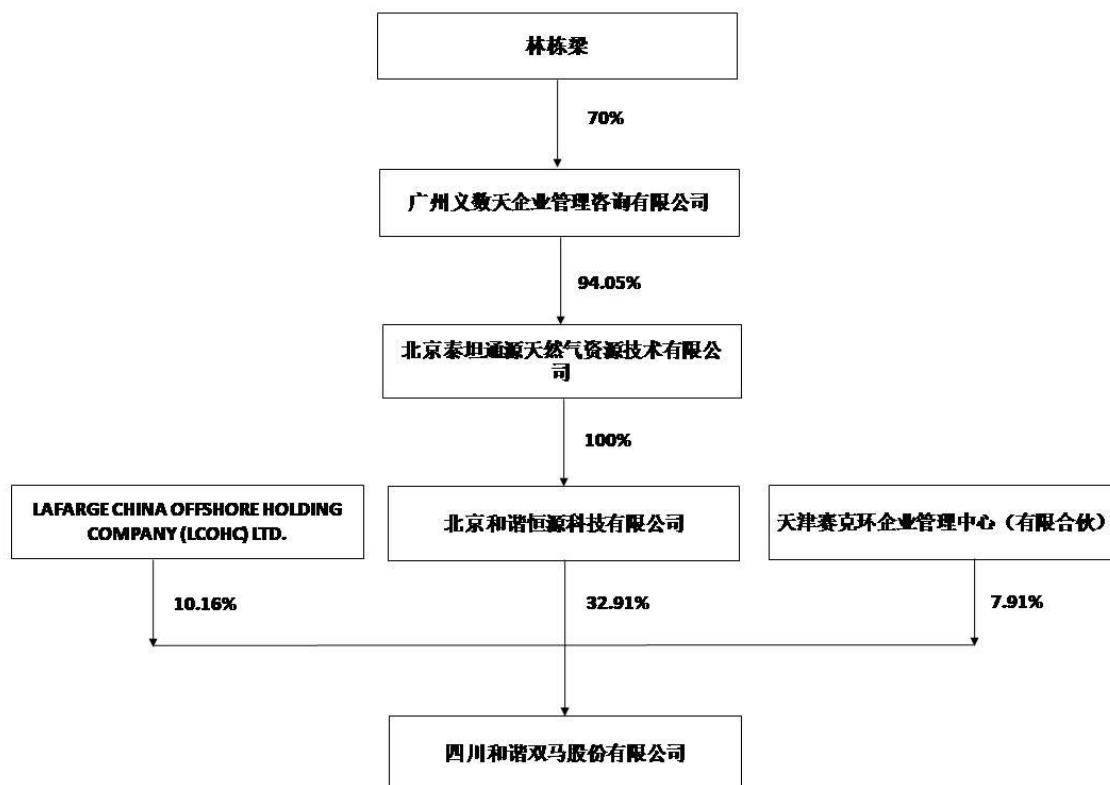 林栋梁
70%
广州义数天企业管理咨询有限公司
94.05%
北京泰坦通源天然气资源技术有限公
司
100%
LAFARGE CHINA OFFSHORE HOLDING
COMPANY (LCOHC) LTD.
北京和谐恒源科技有限公司
天津赛克环企业管理中心（有限合伙）
10.16%
32.91%
7.91%
四川和谐双马股份有限公司